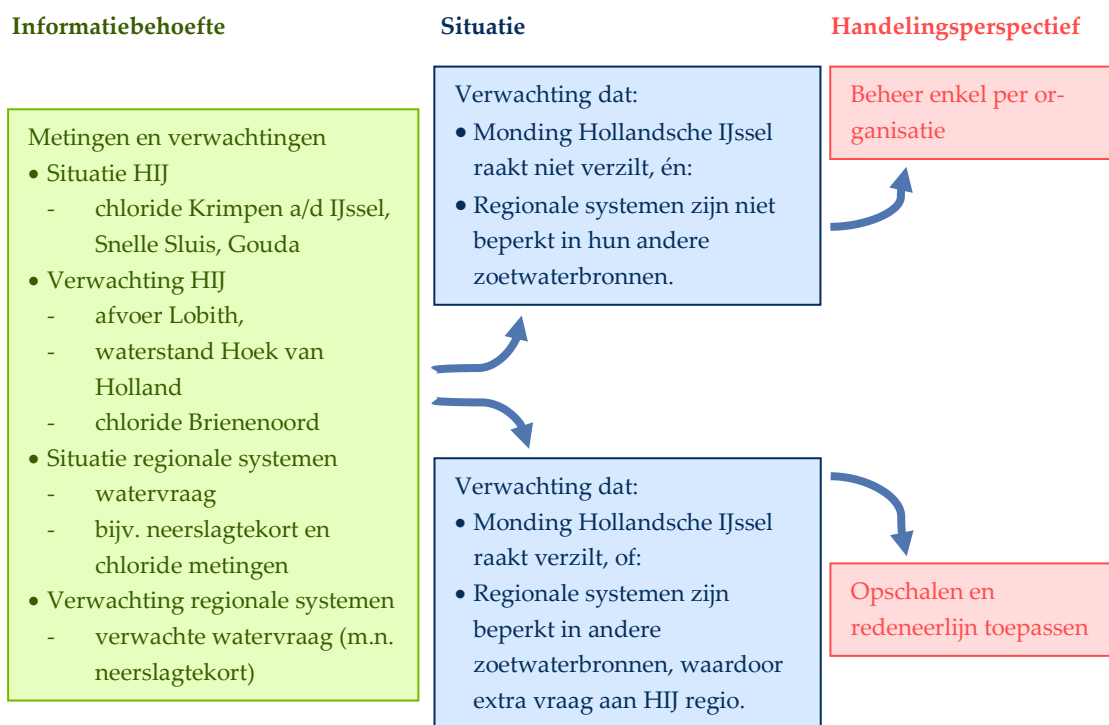 Informatiebehoefte
Situatie
Handelingsperspectief
Metingen en verwachtingen
• Situatie HIJ
- chloride Krimpen a/d IJssel,
Snelle Sluis, Gouda
• Verwachting HIJ
- afvoer Lobith,
- waterstand Hoek van
Holland
- chloride Brienenoord
• Situatie regionale systemen
- watervraag
- bijv. neerslagtekort en
chloride metingen
• Verwachting regionale systemen
- verwachte watervraag (m.n.
neerslagtekort)
Verwachting dat:
• Monding Hollandsche IJssel
raakt niet verzilt, én:
• Regionale systemen zijn niet
beperkt in hun andere
zoetwaterbronnen.
Verwachting dat:
• Monding Hollandsche IJssel
raakt verzilt, of:
• Regionale systemen zijn
beperkt in andere
zoetwaterbronnen, waardoor
extra vraag aan HIJ regio.
Beheer enkel per or-
ganisatie
Opschalen en
redeneerlijn toepassen